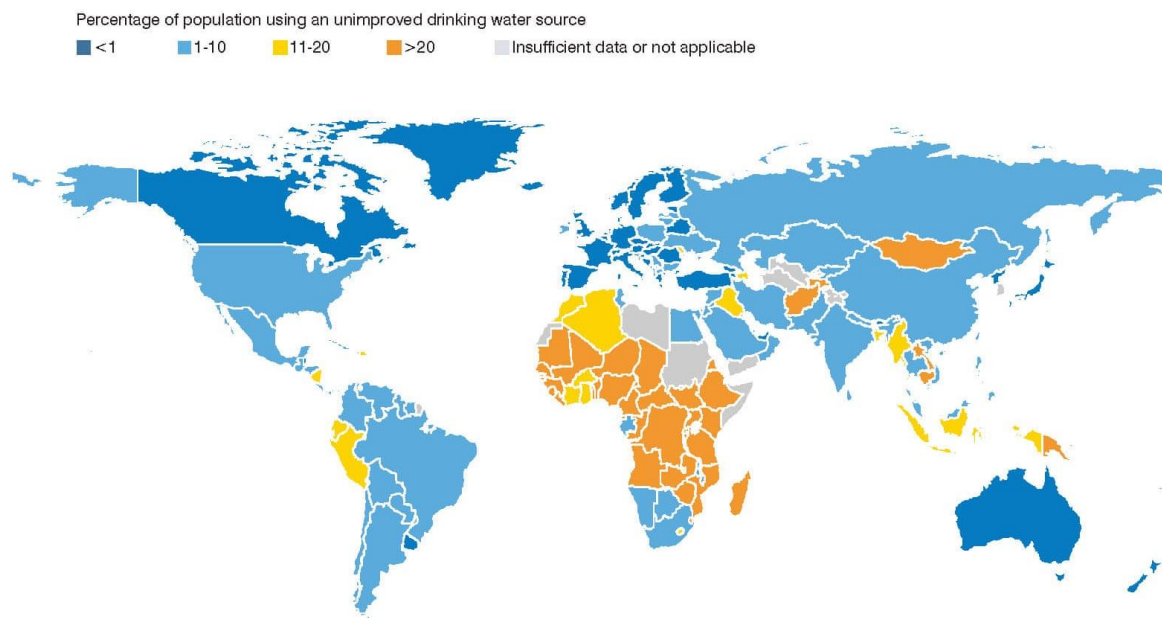 Percentage of population using an unimproved drinking water source
<1 1-10 11-20 >20 Insufficient data or not applicable